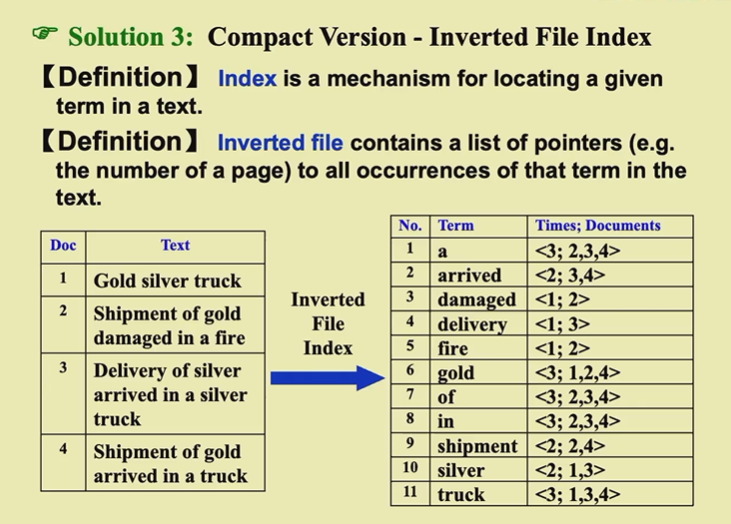 ☞ Solution 3: Compact Version - Inverted File Index
【Definition】 Index is a mechanism for locating a given
term in a text.
【Definition】 Inverted file contains a list of pointers (e.g.
the number of a page) to all occurrences of that term in the
text.
Doc Text
1 Gold silver truck
2 Shipment of gold
damaged in a fire
3 Delivery of silver
arrived in a silver
truck
4 Shipment of gold
arrived in a truck
Inverted
File
Index
No. Term Times; Documents
1 a <3; 2,3,4>
2 arrived <2; 3,4>
3 damaged <1; 2>
4 delivery <1; 3>
5 fire <1; 2>
6 gold <3; 1,2,4>
7 of <3; 2,3,4>
8 in <3; 2,3,4>
9 shipment <2; 2,4>
10 silver <2; 1,3>
11 truck <3; 1,3,4>